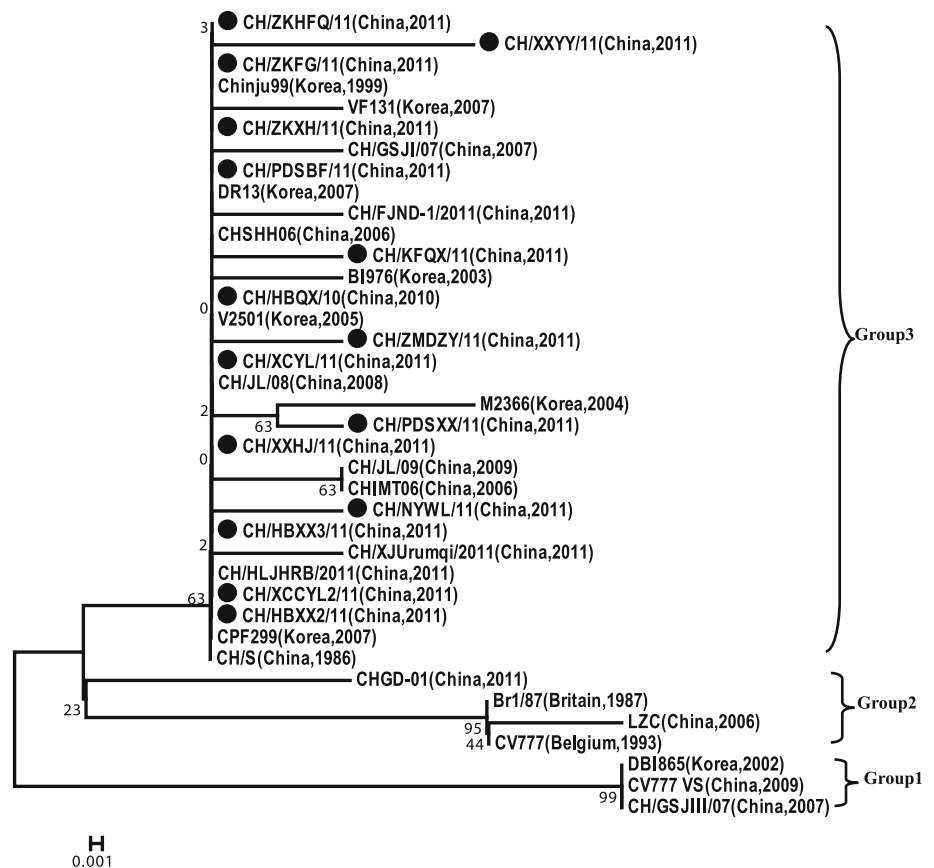 3
CH/ZKHFQ/11(China,2011)
CH/XXYY/11(China,2011)
CH/ZKFG/11(China,2011)
Chinju99(Korea,1999)
VF131(Korea,2007)
CH/ZKXH/11(China,2011)
CH/GSJI/07(China,2007)
CH/PDSBF/11(China,2011)
DR13(Korea,2007)
CH/FJND-1/2011(China,2011)
CHSHH06(China,2006)
CH/KFQX/11(China,2011)
BI976(Korea,2003)
CH/HBQX/10(China,2010)
0
V2501(Korea,2005)
CH/ZMDZY/11(China,2011)
Group3
CH/XCYL/11(China,2011)
CH/JL/08(China,2008)
M2366(Korea,2004)
2
63
CH/PDSXX/11(China,2011)
CH/XXHJ/11(China,2011)
0
CH/JL/09(China,2009)
63
CHIMT06(China,2006)
CH/NYWL/11(China,2011)
CH/HBXX3/11(China,2011)
2
CH/XJUrumqi/2011(China,2011)
CH/HLJHRB/2011(China,2011)
63
CH/XCCYL2/11(China,2011)
CH/HBXX2/11(China,2011)
CPF299(Korea,2007)
CH/S(China,1986)
CHGD-01(China,2011)
23
Br1/87(Britain,1987)
Group2
95
LZC(China,2006)
44
CV777(Belgium,1993)
DBI865(Korea,2002)
CV777 VS(China,2009)
Group1
99
CH/GSJIII/07(China,2007)
0.001